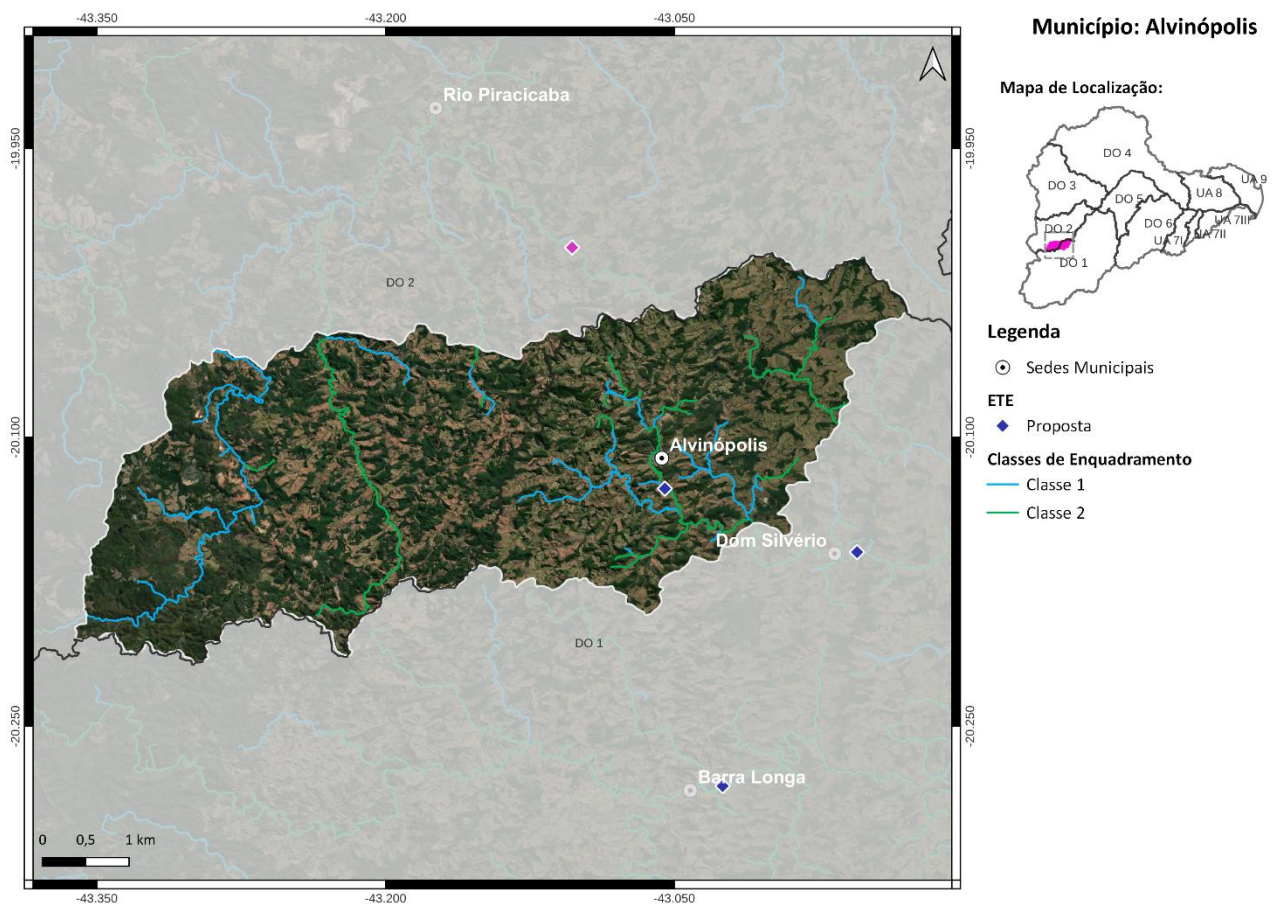 Município: Alvinópolis
-43.350
-43.200
-43.050
Rio Piracicaba
-19.950
-19.950
DO 2
-20.100
-20.100
Alvinópolis
Dom Silvério
DO 1
-20.250
-20.250
Barra Longa
0 0,5 1 km
-43.350
-43.200
-43.050
Mapa de Localização:
DO 4
DO 3
UA 9
UA 8
DO 5
DO 2
DO 6
UA 7III
UA 7II
UA 7I
DO 1
Legenda
Sedes Municipais
ETE
Proposta
Classes de Enquadramento
Classe 1
Classe 2